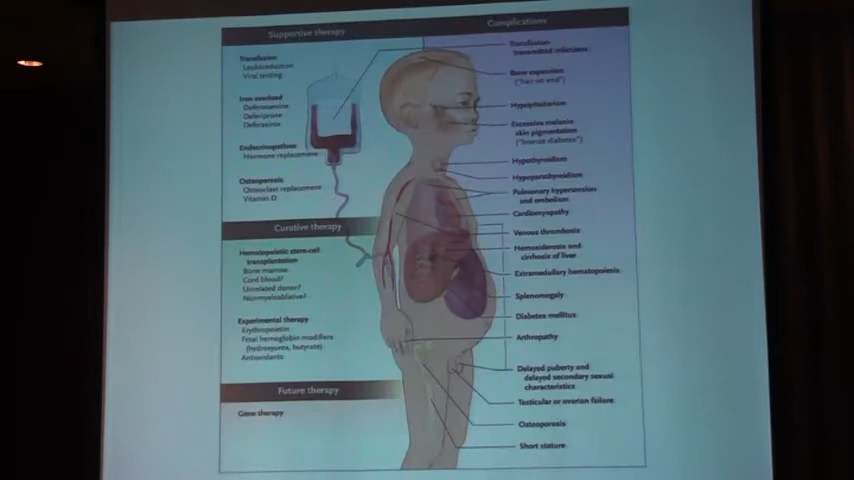 Supportive therapy
Transfusion
Leukoreduction
Viral testing
Iron overload
Deferoxamine
Deferiprone
Deferasirox
Endocrinopathies
Hormone replacement
Osteoporosis
Osteoclast replacement
Vitamin D
Curative therapy
Hematopoietic stem-cell
transplantation
Bone marrow
Cord blood?
Unrelated donor?
Nonmyeloablative?
Experimental therapy
Erythropoietin
Fetal hemoglobin modifiers
(hydroxyurea, butyrate)
Antioxidants
Future therapy
Gene therapy
Complications
Transfusion-
transmitted infections
Bone expansion
("hair on end")
Hypopituitarism
Excessive melanin
skin pigmentation
("bronze diabetes")
Hypothyroidism
Hypoparathyroidism
Pulmonary hypertension
and embolism
Cardiomyopathy
Venous thrombosis
Hemosiderosis and
cirrhosis of liver
Extramedullary hematopoiesis
Splenomegaly
Diabetes mellitus
Arthropathy
Delayed puberty and
delayed secondary sexual
characteristics
Testicular or ovarian failure
Osteoporosis
Short stature